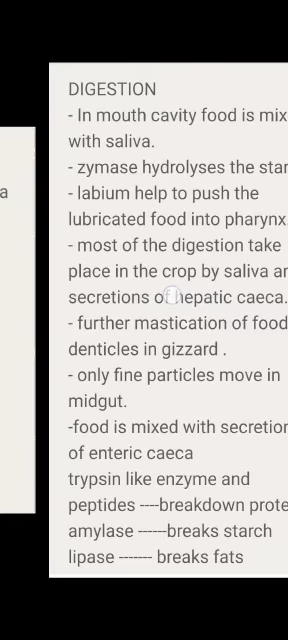 a
DIGESTION
- In mouth cavity food is mix
with saliva.
- zymase hydrolyses the star
- labium help to push the
lubricated food into pharynx.
- most of the digestion take
place in the crop by saliva an
secretions of hepatic caeca.
- further mastication of food
denticles in gizzard .
- only fine particles move in
midgut.
-food is mixed with secretion
of enteric caeca
trypsin like enzyme and
peptides ----breakdown prote
amylase ------breaks starch
lipase ------- breaks fats